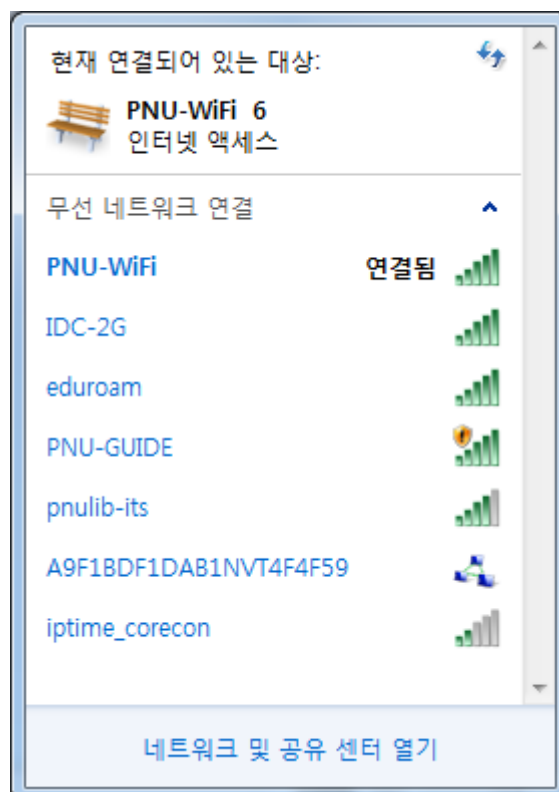 현재 연결되어 있는 대상:
PNU-WiFi 6
인터넷 액세스
무선 네트워크 연결
PNU-WiFi 연결됨
IDC-2G
eduroam
PNU-GUIDE
pnulib-its
A9F1BDF1DAB1NVT4F4F59
iptime_corecon
네트워크 및 공유 센터 열기